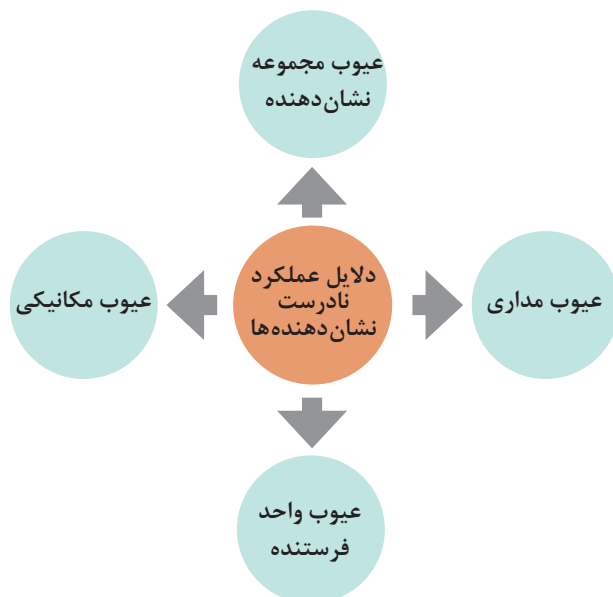 عیوب مجموعه
نشان‌دهنده
دلایل عملکرد
نادرست
نشان‌دهنده‌ها
عیوب مداری
عیوب مکانیکی
عیوب واحد
فرستنده